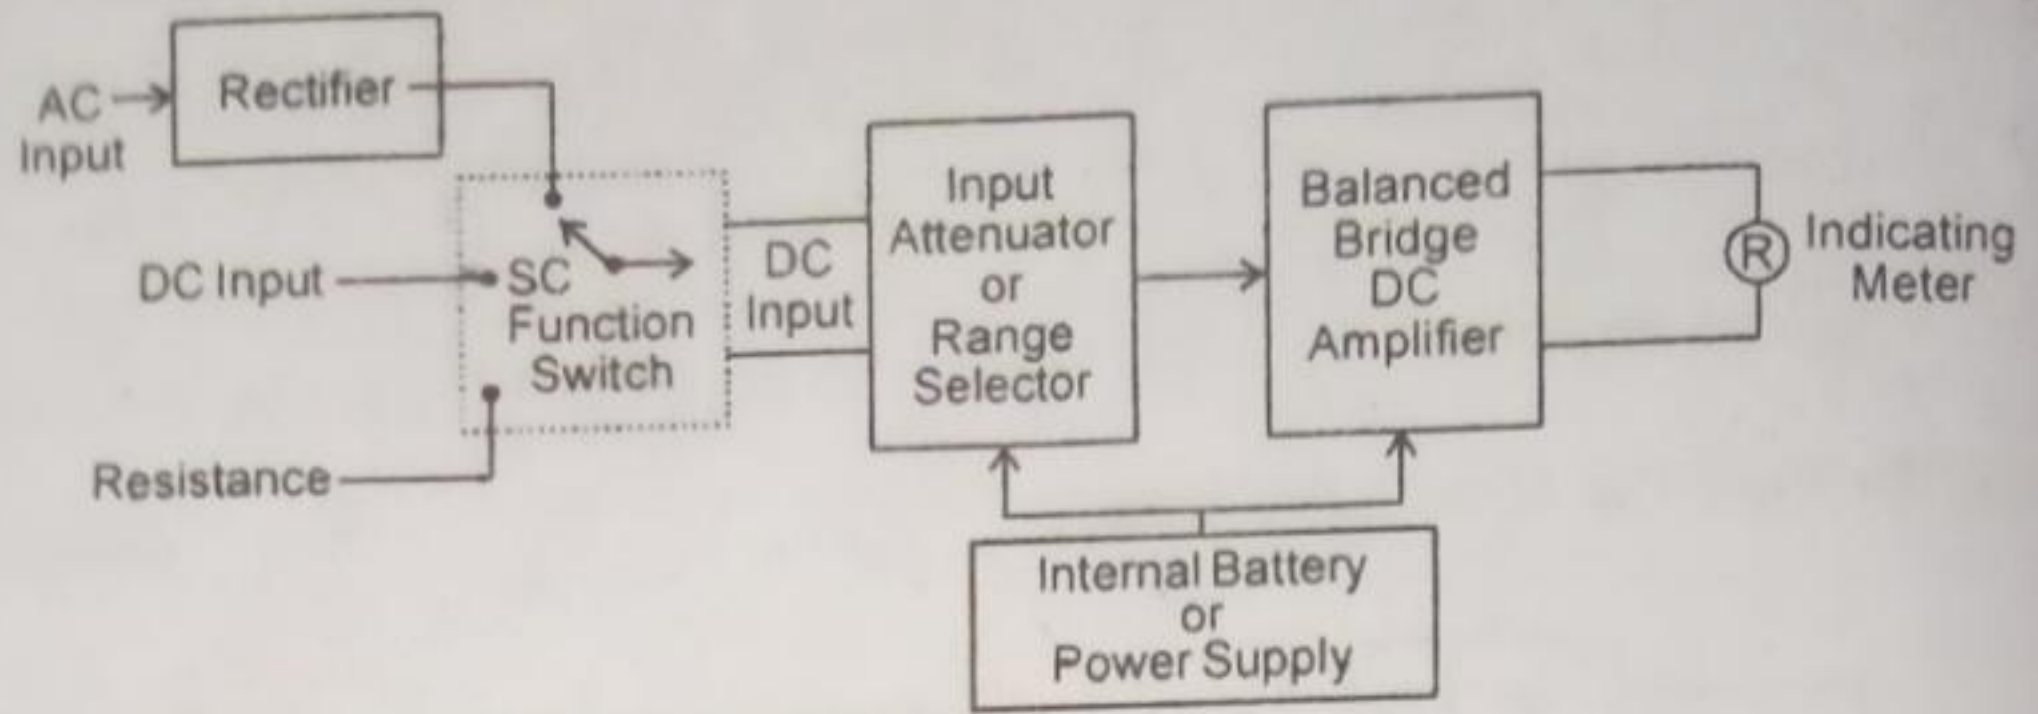 Rectifier
AC
Input
DC Input
SC
Function
Switch
Resistance
DC
Input
Input
Attenuator
or
Range
Selector
Balanced
Bridge
DC
Amplifier
R
Indicating
Meter
Internal Battery
or
Power Supply